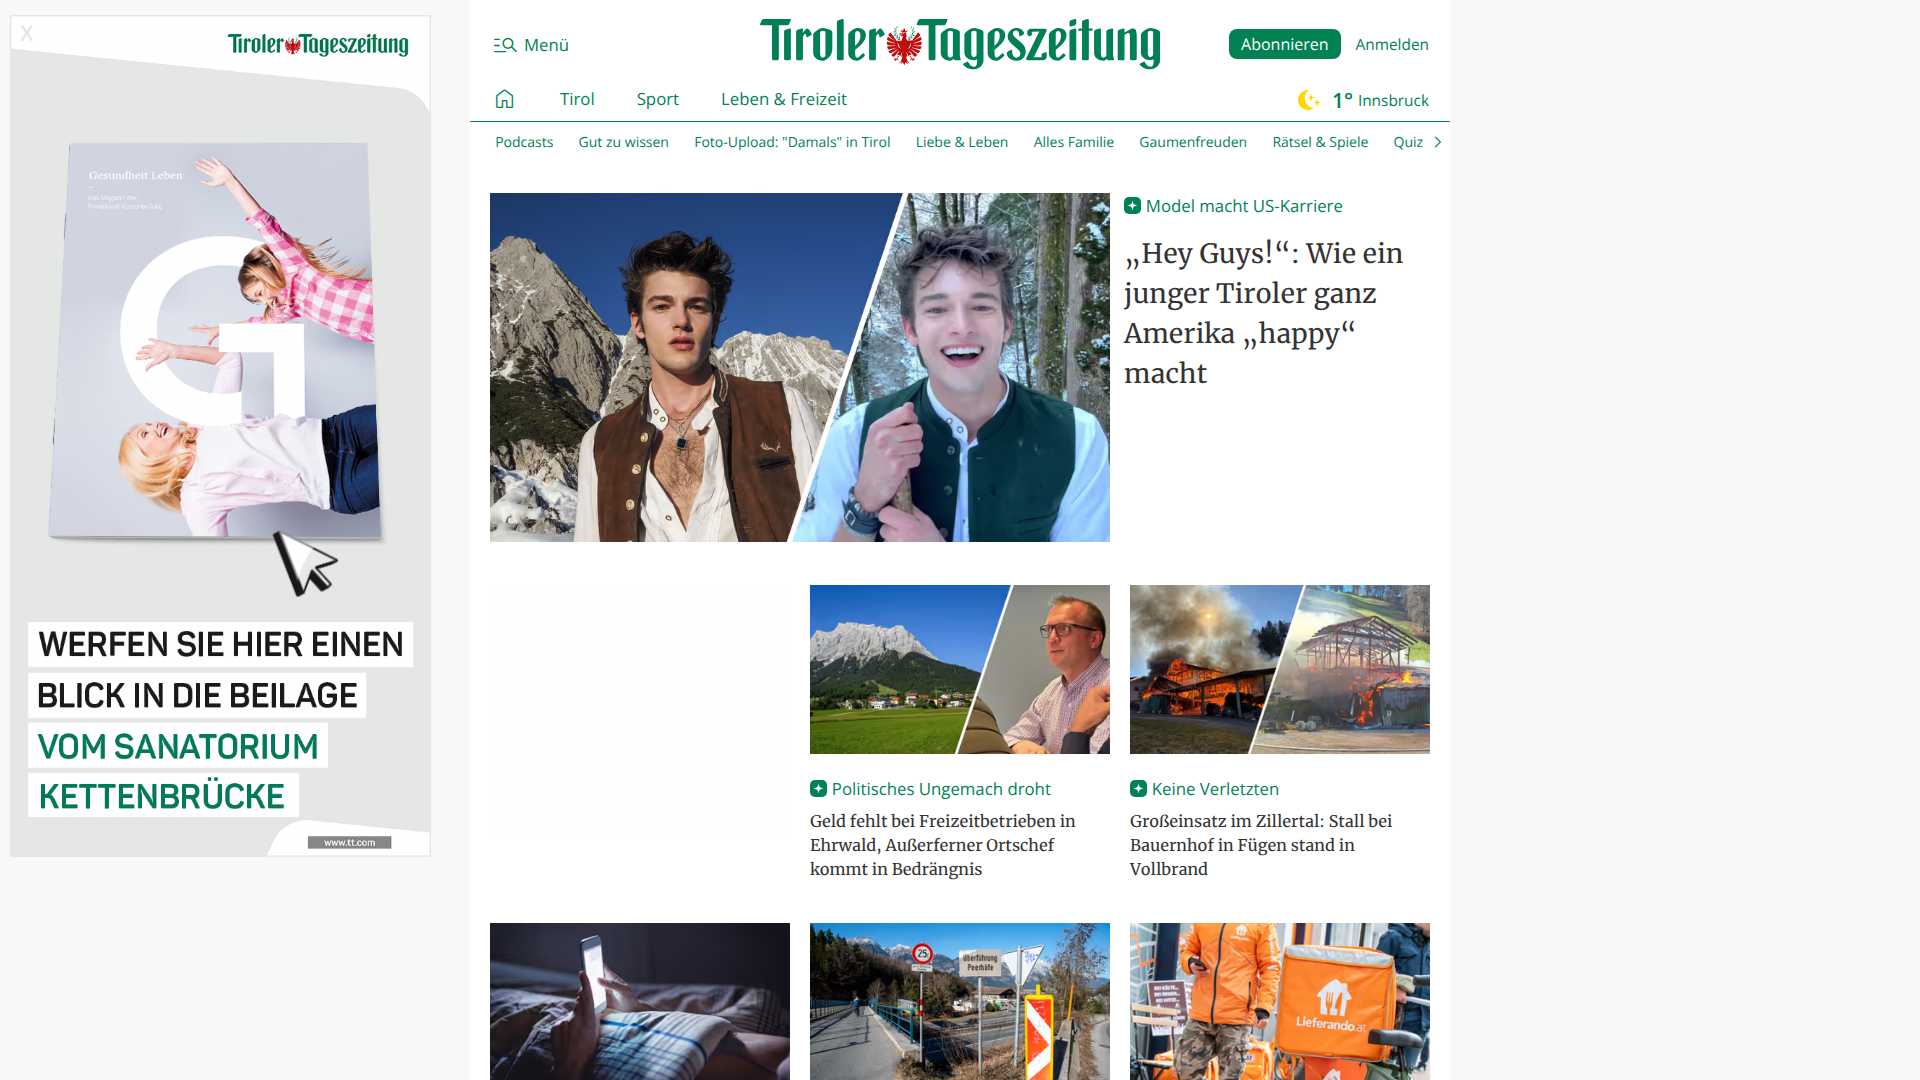 X
Tiroler Tageszeitung
Gesundheit Leben
WERFEN SIE HIER EINEN
BLICK IN DIE BEILAGE
VOM SANATORIUM
KETTENBRÜCKE
www.tt.com
Menü
Tiroler Tageszeitung
Abonnieren
Anmelden
Tirol
Sport
Leben & Freizeit
1° Innsbruck
Podcasts
Gut zu wissen
Foto-Upload: "Damals" in Tirol
Liebe & Leben
Alles Familie
Gaumenfreuden
Rätsel & Spiele
Quiz
Model macht US-Karriere
„Hey Guys!“: Wie ein
junger Tiroler ganz
Amerika „happy“
macht
Politisches Ungemach droht
Geld fehlt bei Freizeitbetrieben in
Ehrwald, Außerferner Ortschef
kommt in Bedrängnis
Keine Verletzten
Großeinsatz im Zillertal: Stall bei
Bauernhof in Fügen stand in
Vollbrand
25
Überführung
Peerhöfe
Lieferando.at